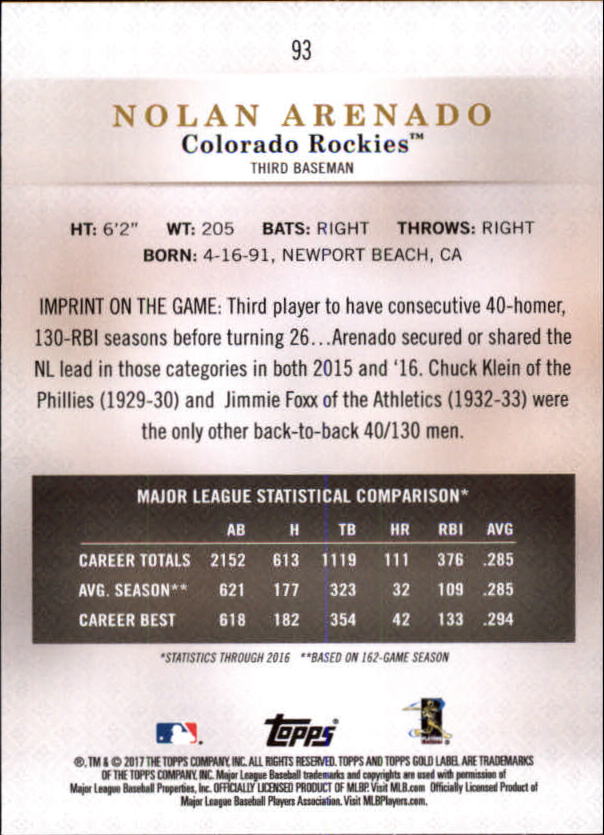 93
NOLAN ARENADO
Colorado Rockies™
THIRD BASEMAN
HT: 6'2" WT: 205 BATS: RIGHT THROWS: RIGHT
BORN: 4-16-91, NEWPORT BEACH, CA
IMPRINT ON THE GAME: Third player to have consecutive 40-homer,
130-RBI seasons before turning 26...Arenado secured or shared the
NL lead in those categories in both 2015 and '16. Chuck Klein of the
Phillies (1929-30) and Jimmie Foxx of the Athletics (1932-33) were
the only other back-to-back 40/130 men.
MAJOR LEAGUE STATISTICAL COMPARISON*
AB H TB HR RBI AVG
CAREER TOTALS 2152 613 1119 111 376 .285
AVG. SEASON** 621 177 323 32 109 .285
CAREER BEST 618 182 354 42 133 .294
*STATISTICS THROUGH 2016 **BASED ON 162-GAME SEASON
Topps®
®, TM & © 2017 THE TOPPS COMPANY, INC. ALL RIGHTS RESERVED. TOPPS AND TOPPS GOLD LABEL ARE TRADEMARKS
OF THE TOPPS COMPANY, INC. Major League Baseball trademarks and copyrights are used with permission of
Major League Baseball Properties, Inc. OFFICIALLY LICENSED PRODUCT OF MLBP. Visit MLB.com Officially Licensed Product of
Major League Baseball Players Association. Visit MLBPlayers.com.